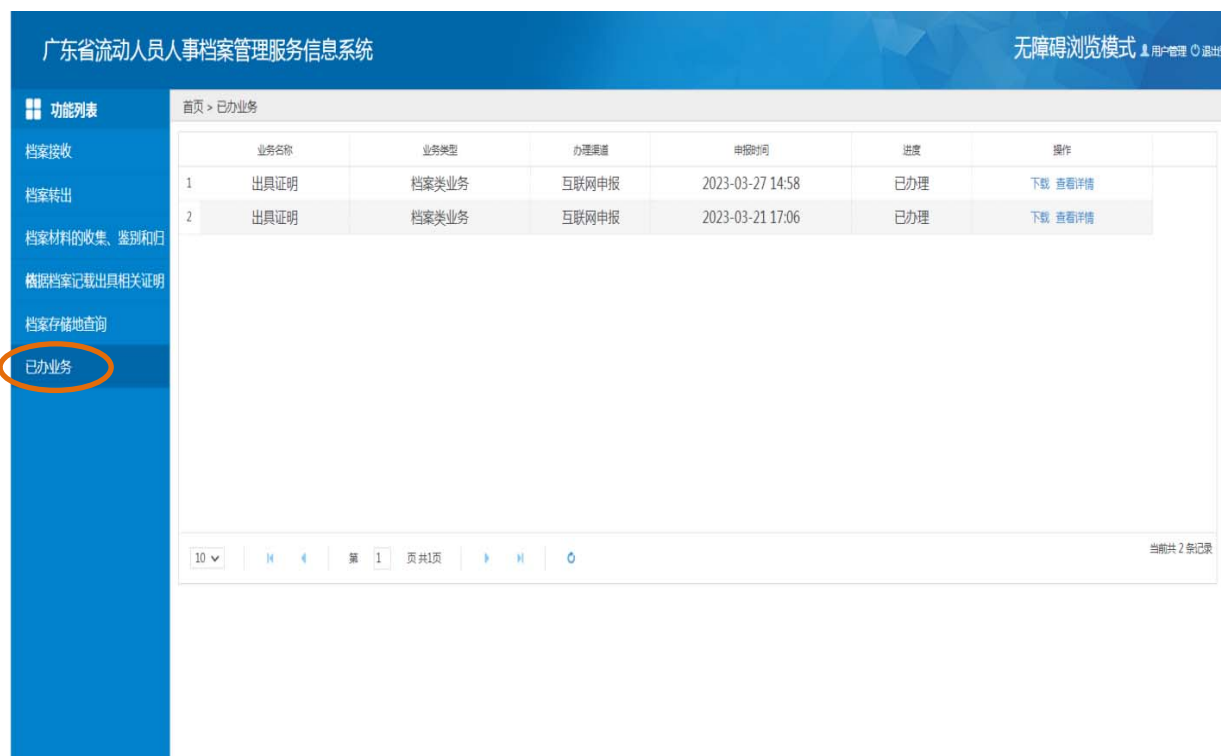 广东省流动人员人事档案管理服务信息系统
无障碍浏览模式 用户管理 退出
功能列表
首页 > 已办业务
档案接收
档案转出
档案材料的收集、鉴别和归
依据档案记载出具相关证明
档案存储地查询
已办业务
业务名称 业务类型 办理渠道 申报时间 进度 操作
1 出具证明 档案类业务 互联网申报 2023-03-27 14:58 已办理 下载 查看详情
2 出具证明 档案类业务 互联网申报 2023-03-21 17:06 已办理 下载 查看详情
10 第 1 页共1页
当前共 2 条记录